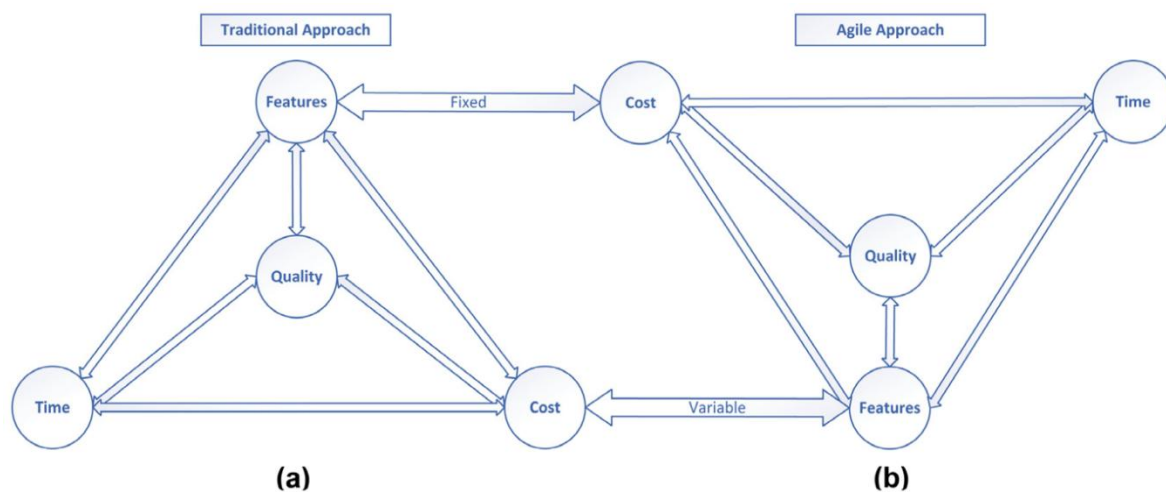 Traditional Approach
Agile Approach
Features
Fixed
Cost
Time
Quality
Quality
Time
Cost
Variable
Features
(a)
(b)